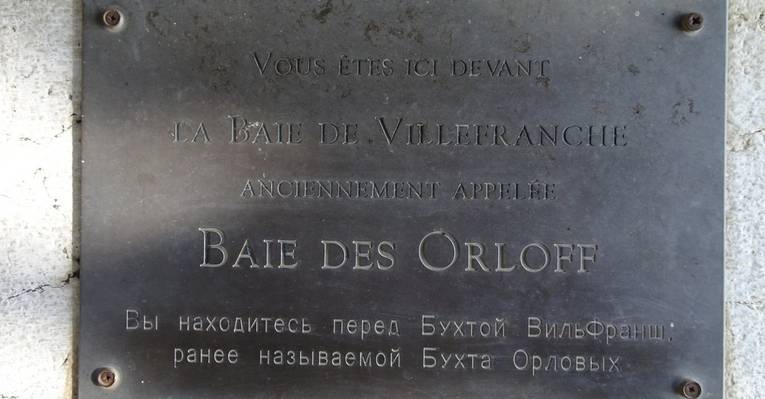 VOUS ÊTES ICI DEVANT
LA BAIE DE VILLEFRANCHE
ANCIENNEMENT APPELÉE
BAIE DES ORLOFF
Вы находитесь перед Бухтой ВильФранш,
ранее называемой Бухта Орловых